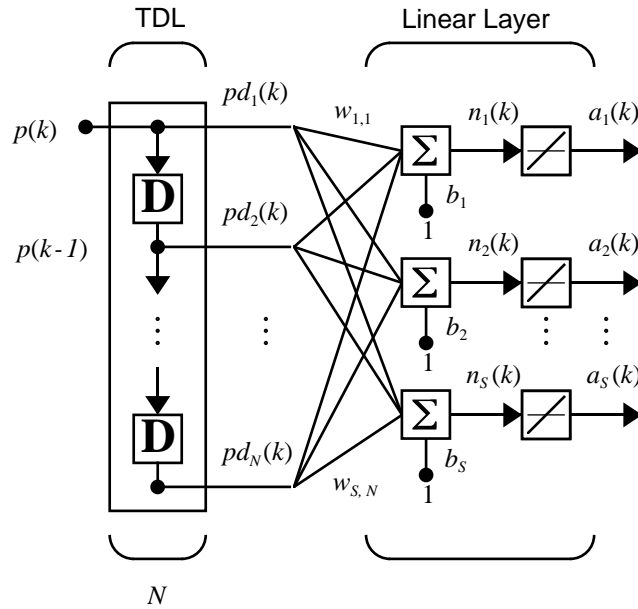 TDL
Linear Layer
pd₁(k)
w₁,₁
n₁(k)
a₁(k)
p(k)
Σ
D
b₁
1
pd₂(k)
p(k-1)
n₂(k)
a₂(k)
Σ
b₂
1
n_S(k)
a_S(k)
Σ
D
pd_N(k)
b_S
w_S, N
1
N